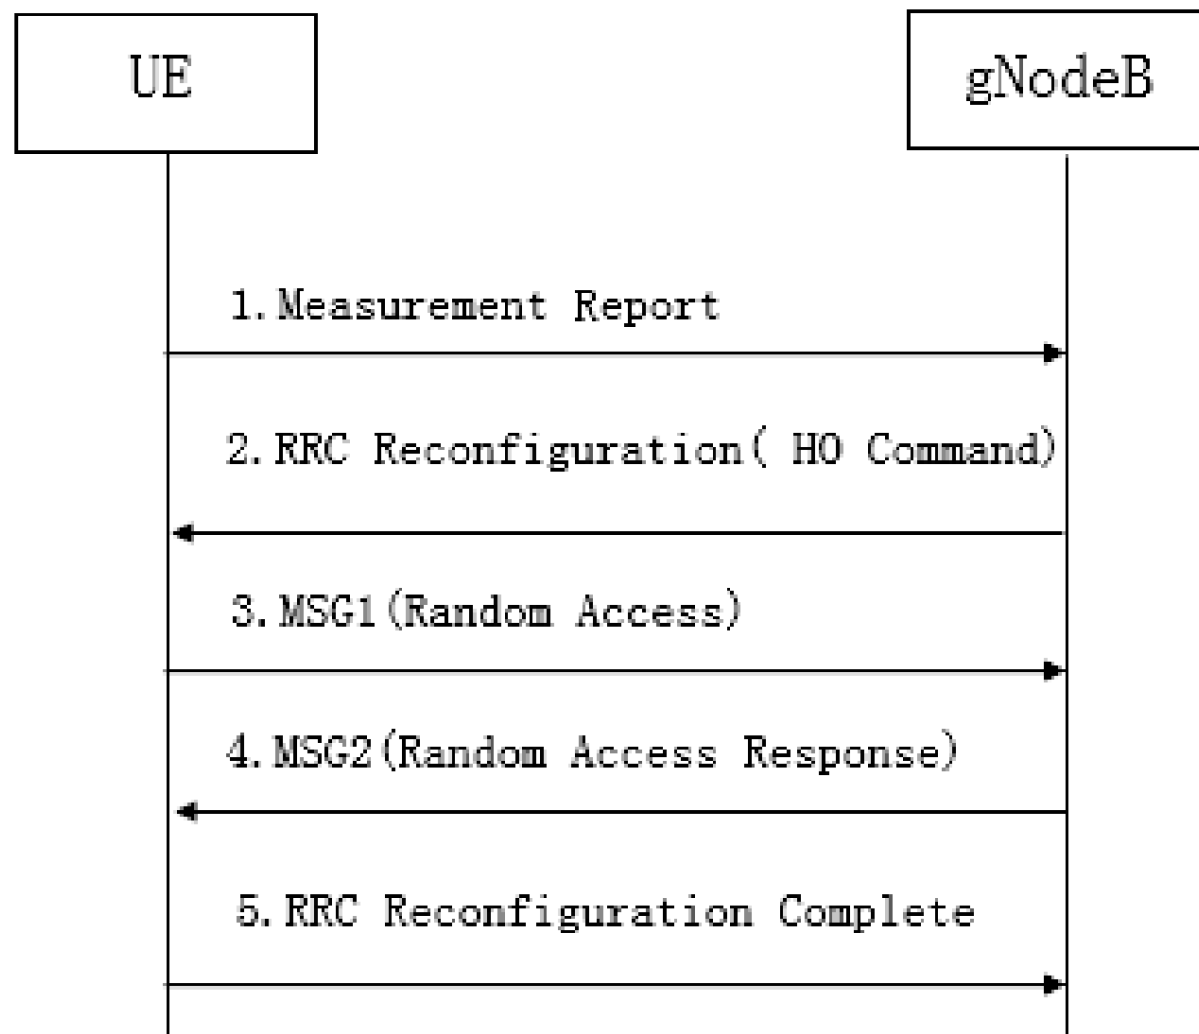 UE
gNodeB
1.Measurement Report
2.RRC Reconfiguration( HO Command)
3.MSG1(Random Access)
4.MSG2(Random Access Response)
5.RRC Reconfiguration Complete